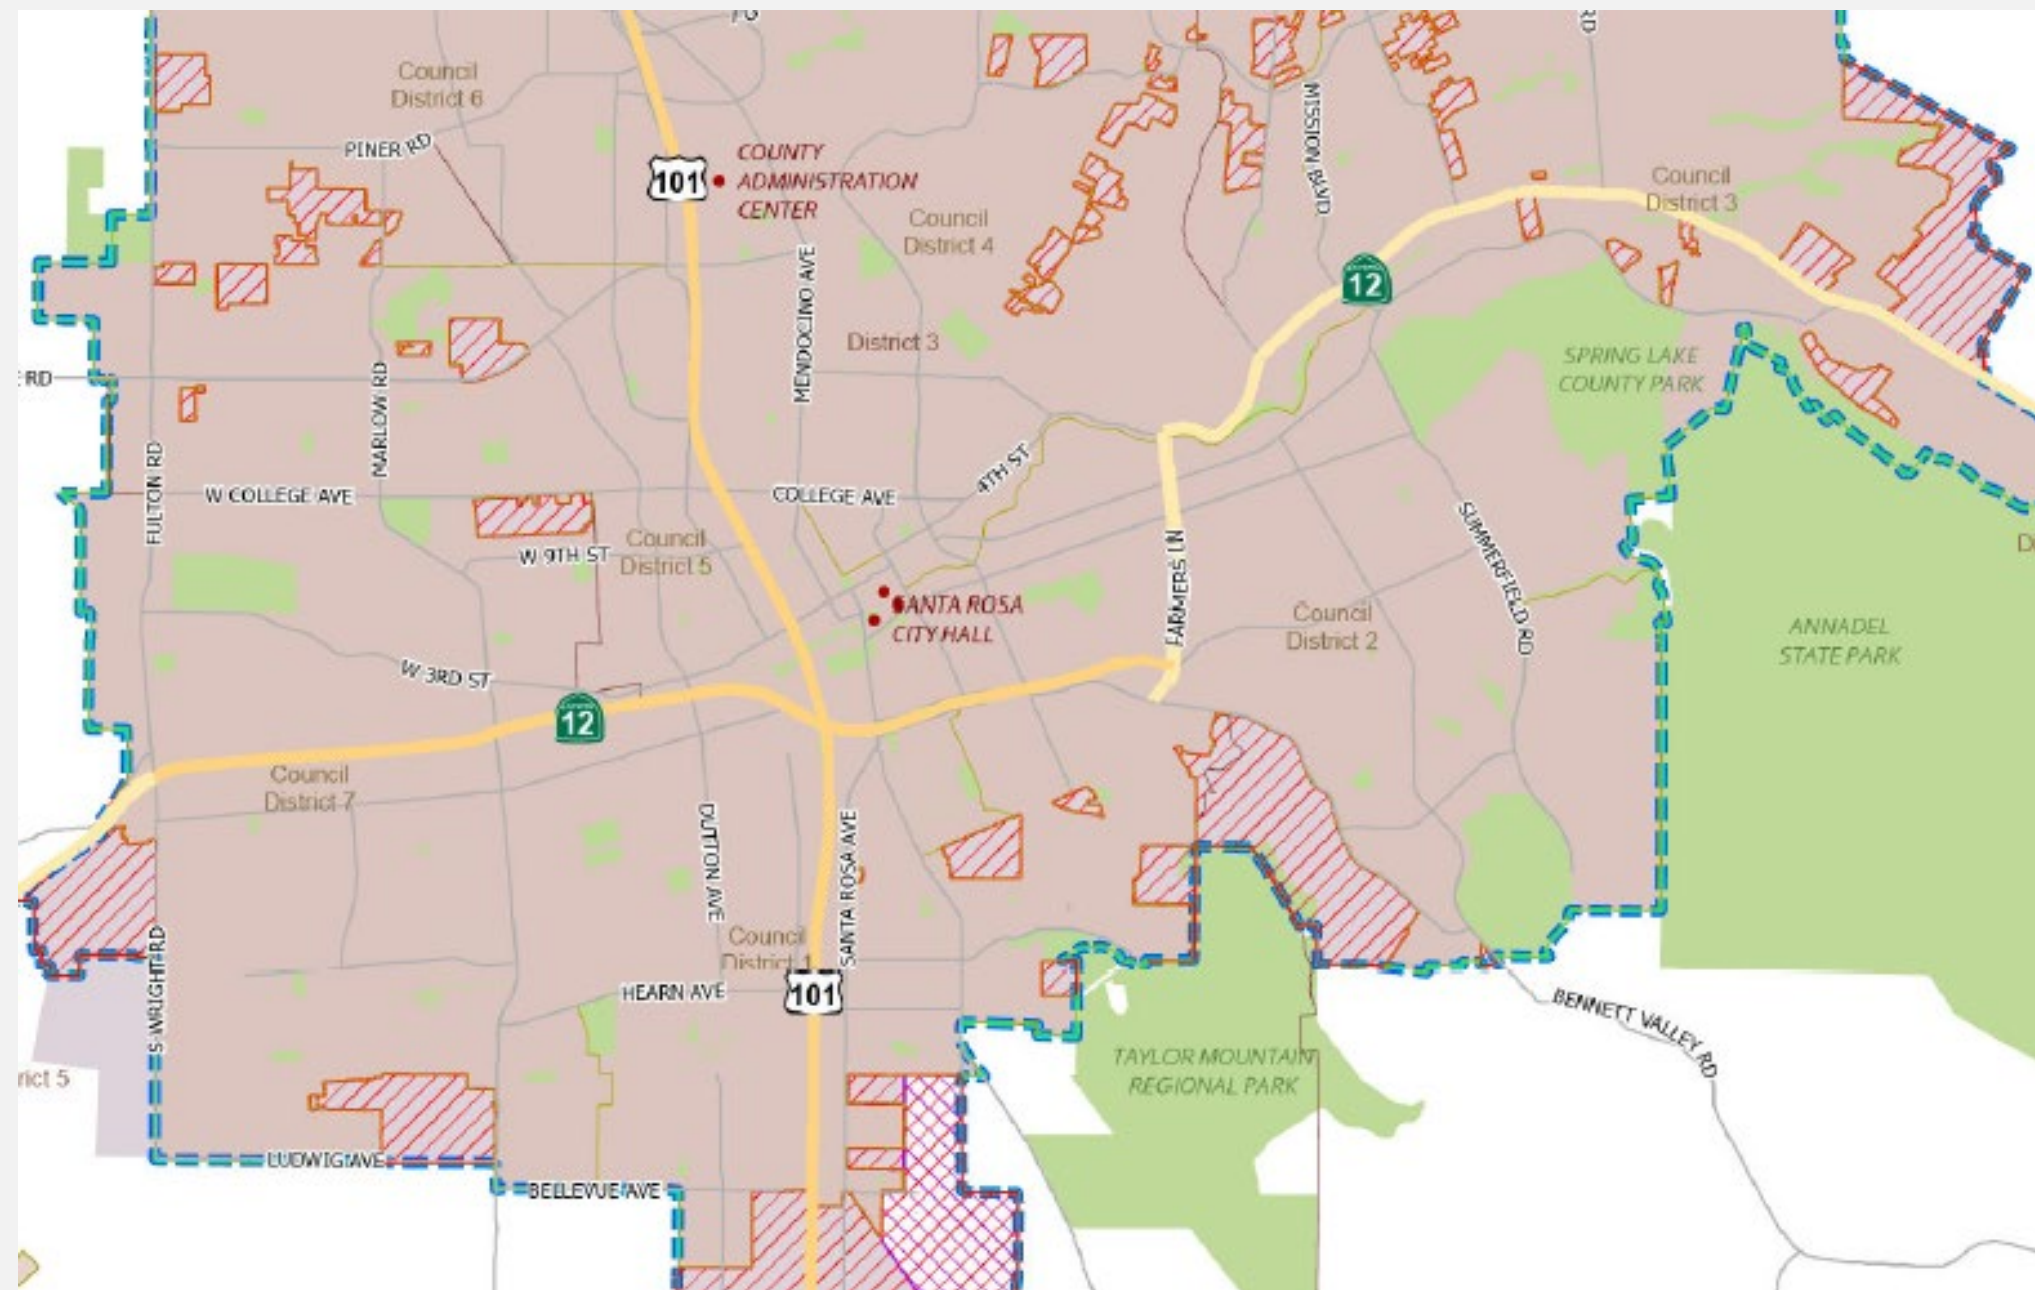 Council
District 6
PINER RD
101
COUNTY
ADMINISTRATION
CENTER
Council
District 4
MISSION BLVD
RD
Council
District 3
12
MENDOCINO AVE
District 3
SPRING LAKE
COUNTY PARK
RD
MARLOW RD
FULTON RD
W COLLEGE AVE
COLLEGE AVE
4TH ST
W 9TH ST
Council
District 5
FARMERS LN
SUMMERFIELD RD
SANTA ROSA
CITY HALL
Council
District 2
ANNADEL
STATE PARK
W 3RD ST
12
Council
District 7
DUTTON AVE
SANTA ROSA AVE
S WRIGHT RD
Council
District 1
HEARN AVE
101
BENNETT VALLEY RD
TAYLOR MOUNTAIN
REGIONAL PARK
rict 5
LUDWIG AVE
BELLEVUE AVE